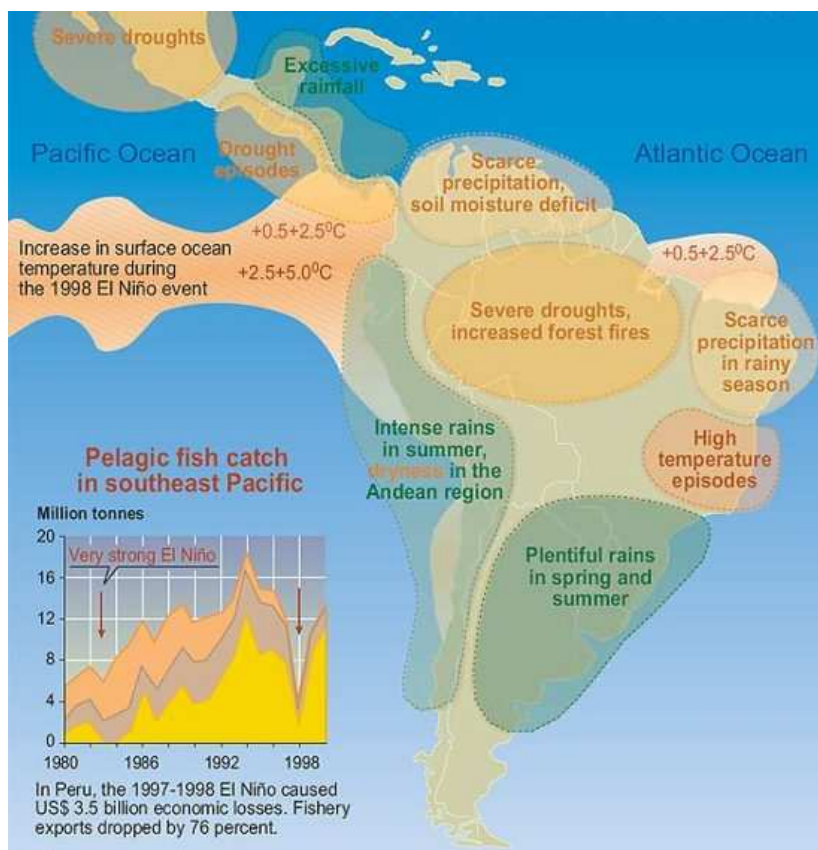 Severe droughts
Excessive
rainfall
Pacific Ocean
Drought
episodes
Scarce
precipitation,
soil moisture deficit
Atlantic Ocean
Increase in surface ocean
temperature during
the 1998 El Niño event
+0.5+2.5⁰C
+2.5+5.0⁰C
+0.5+2.5⁰C
Severe droughts,
increased forest fires
Scarce
precipitation
in rainy
season
Intense rains
in summer,
dryness in the
Andean region
High
temperature
episodes
Plentiful rains
in spring and
summer
Pelagic fish catch
in southeast Pacific
Million tonnes
20
Very strong El Niño
16
12
8
4
0
1980 1986 1992 1998
In Peru, the 1997-1998 El Niño caused
US$ 3.5 billion economic losses. Fishery
exports dropped by 76 percent.